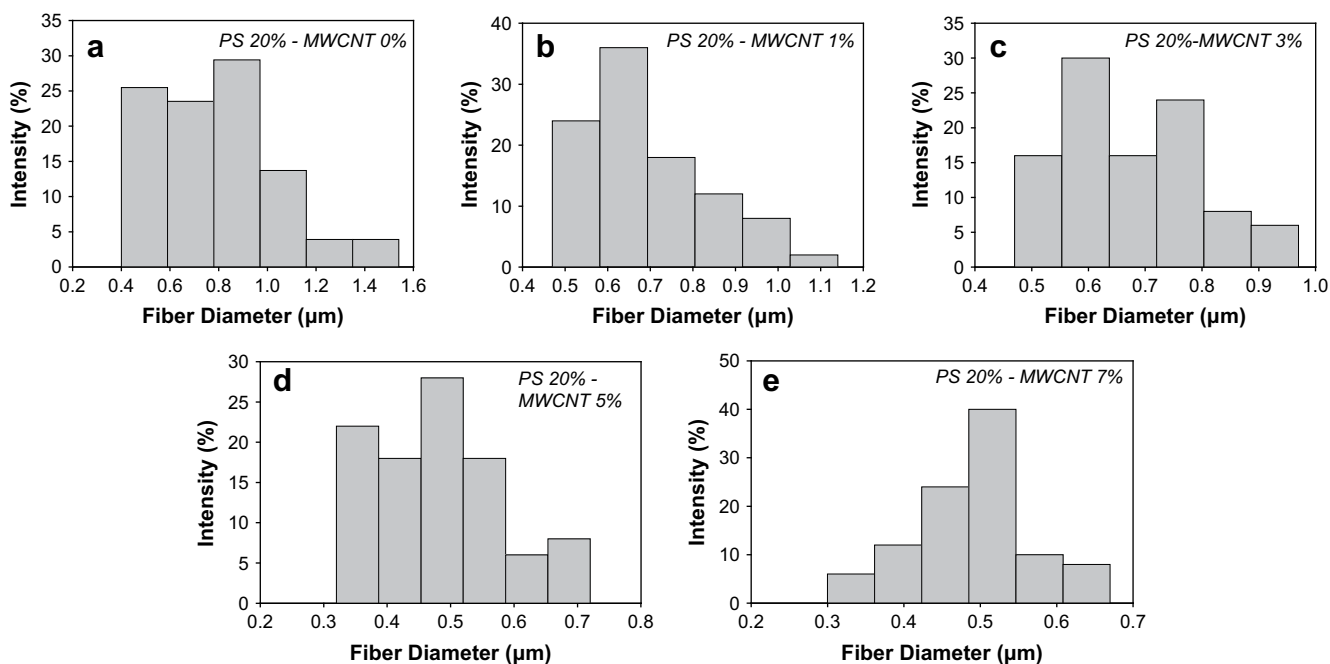 a
PS 20% - MWCNT 0%
Intensity (%)
35
30
25
20
15
10
5
0
0.2 0.4 0.6 0.8 1.0 1.2 1.4 1.6
Fiber Diameter (µm)
b
PS 20% - MWCNT 1%
Intensity (%)
40
30
20
10
0
0.4 0.5 0.6 0.7 0.8 0.9 1.0 1.1 1.2
Fiber Diameter (µm)
c
PS 20%-MWCNT 3%
Intensity (%)
35
30
25
20
15
10
5
0
0.4 0.5 0.6 0.7 0.8 0.9 1.0
Fiber Diameter (µm)
d
PS 20% -
MWCNT 5%
Intensity (%)
30
25
20
15
10
5
0
0.2 0.3 0.4 0.5 0.6 0.7 0.8
Fiber Diameter (µm)
e
PS 20% - MWCNT 7%
Intensity (%)
50
40
30
20
10
0
0.2 0.3 0.4 0.5 0.6 0.7
Fiber Diameter (µm)